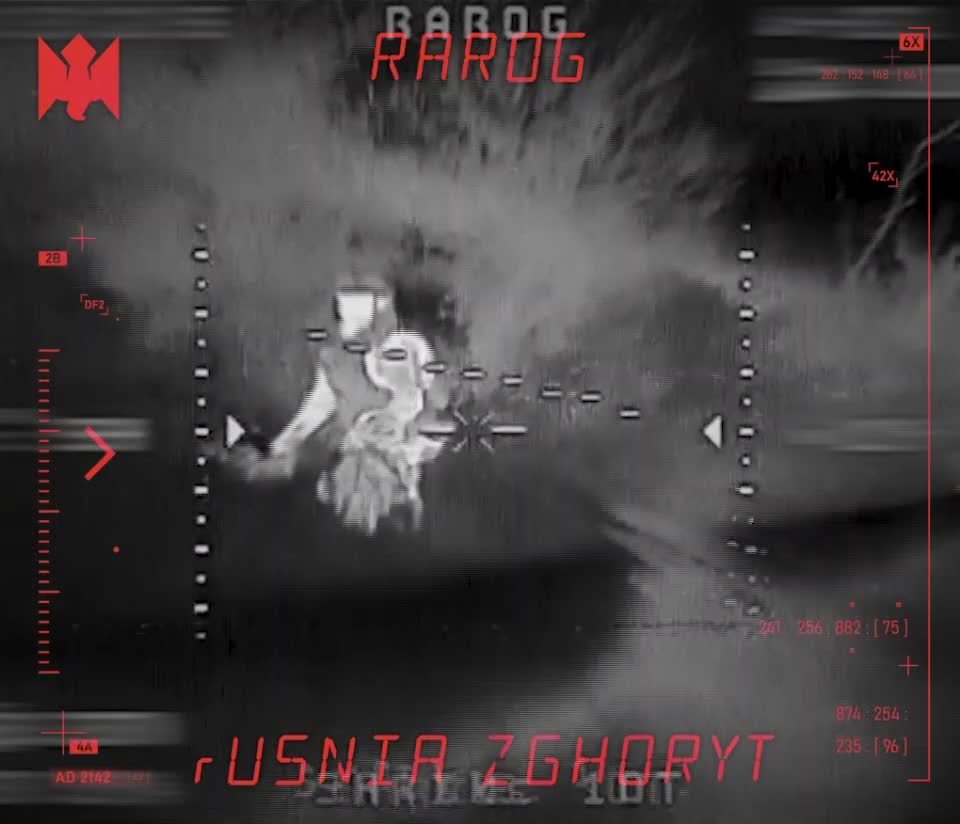 RAROG
RAROG
6X
262 152 148 [64]
42X
2B
DF2
241 256 882 [75]
874 : 254 :
235 : [96]
4A
AD 2142
rUSNIA ZGHORYT